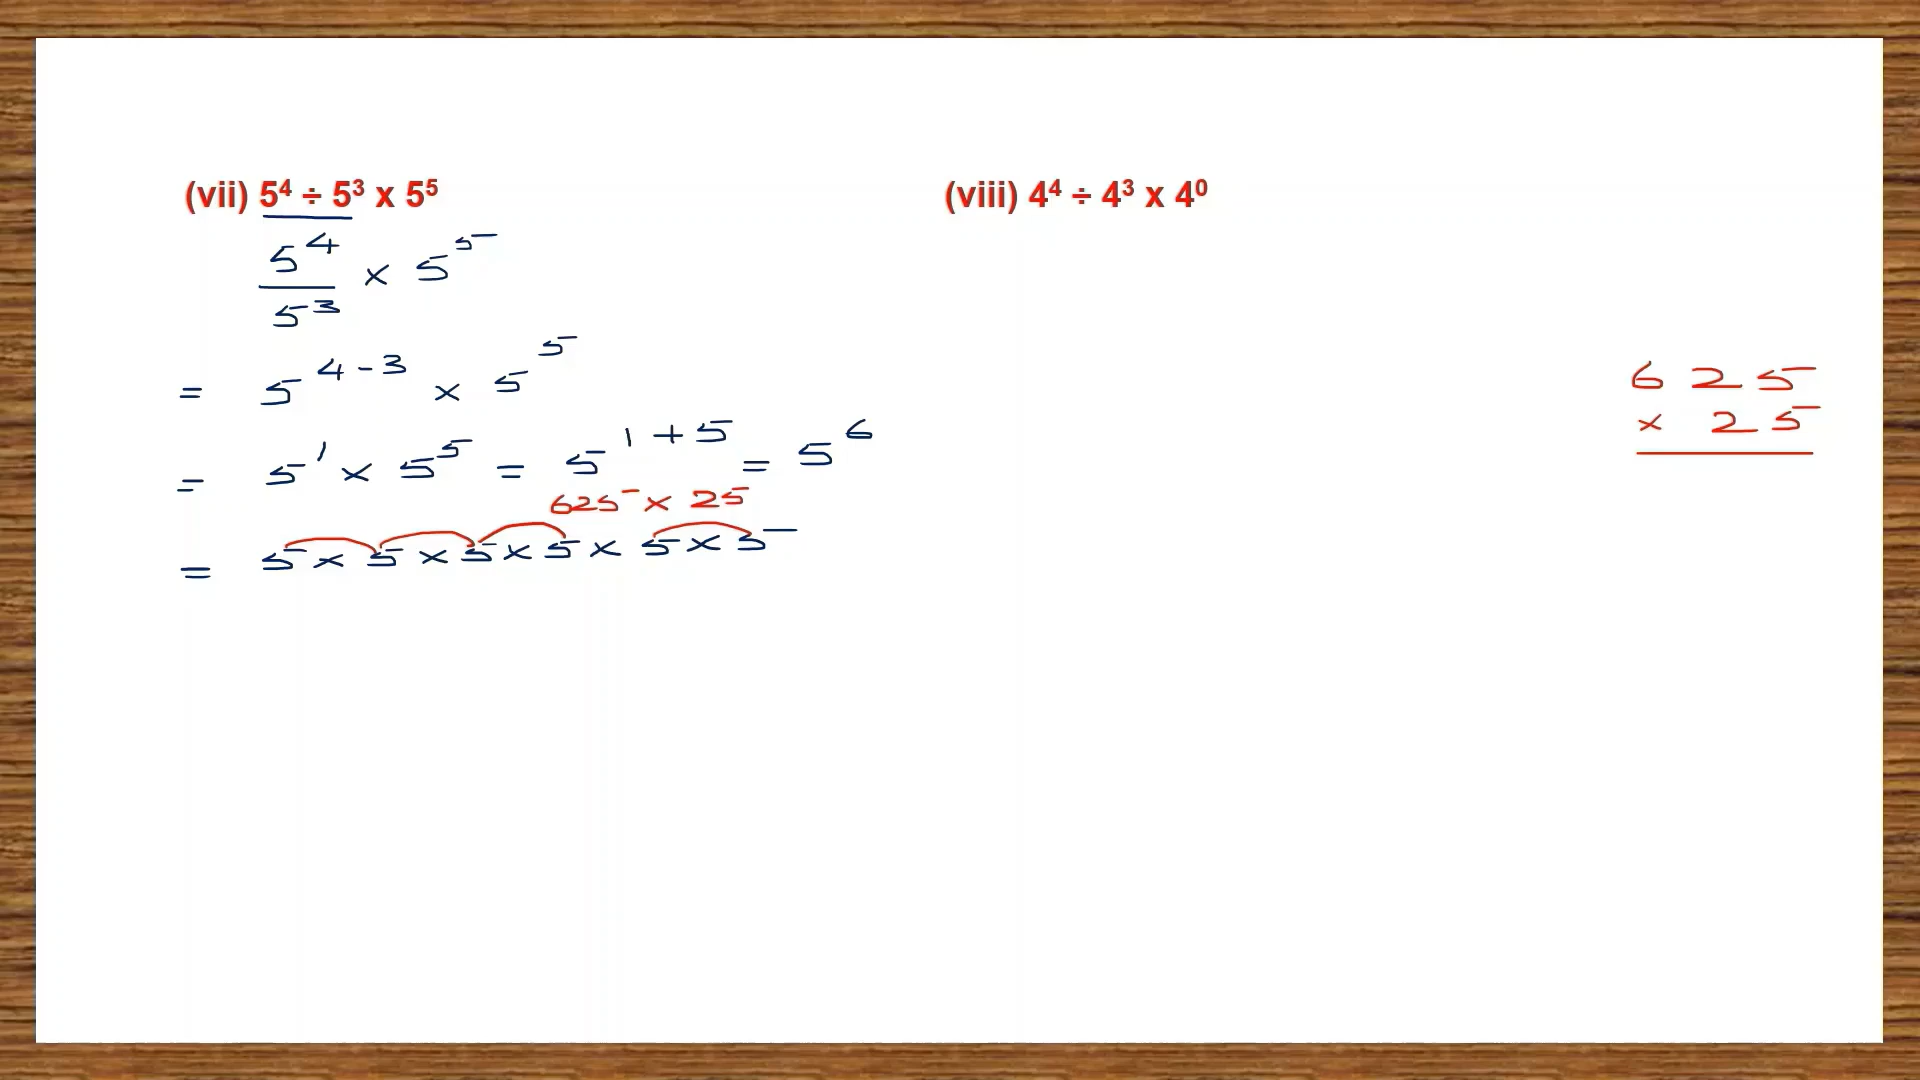 (vii) 5⁴ ÷ 5³ x 5⁵
5⁴/5³ × 5⁵
= 5⁴⁻³ × 5⁵
= 5¹ × 5⁵ = 5¹⁺⁵ = 5⁶
625 × 25
= 5 × 5 × 5 × 5 × 5 × 5
(viii) 4⁴ ÷ 4³ x 4⁰
625
× 25